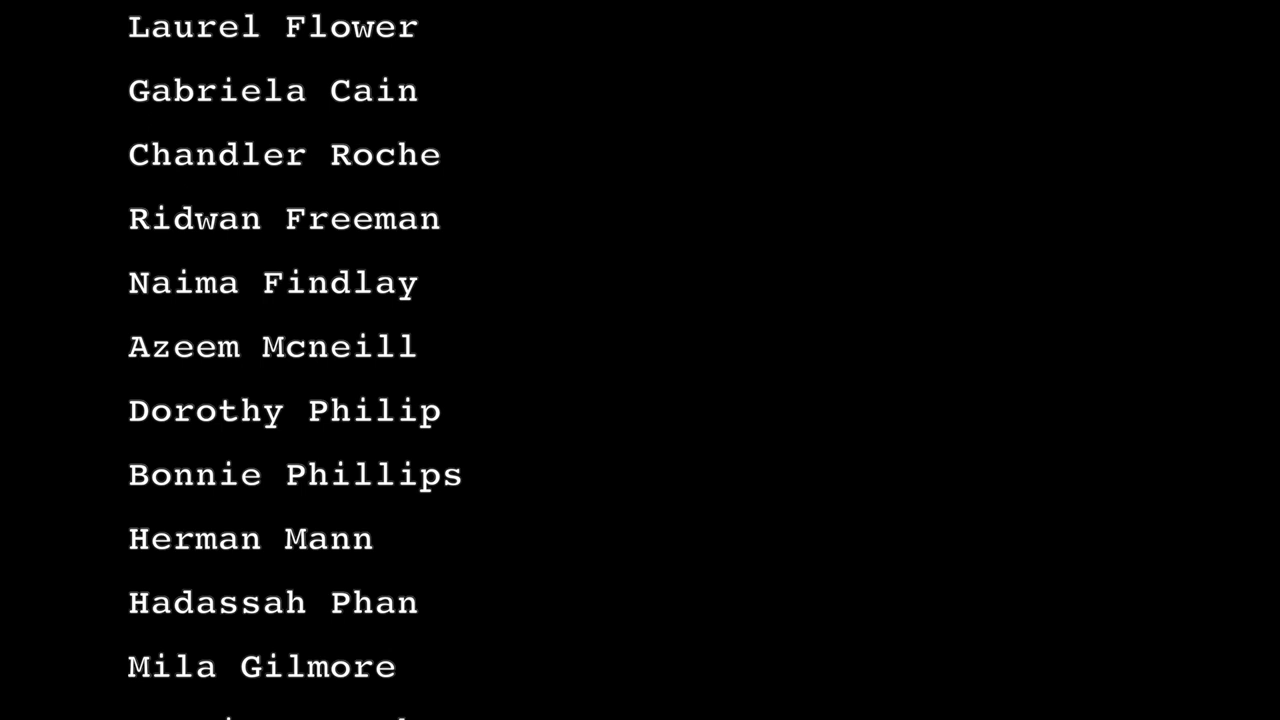 Laurel Flower
Gabriela Cain
Chandler Roche
Ridwan Freeman
Naima Findlay
Azeem Mcneill
Dorothy Philip
Bonnie Phillips
Herman Mann
Hadassah Phan
Mila Gilmore